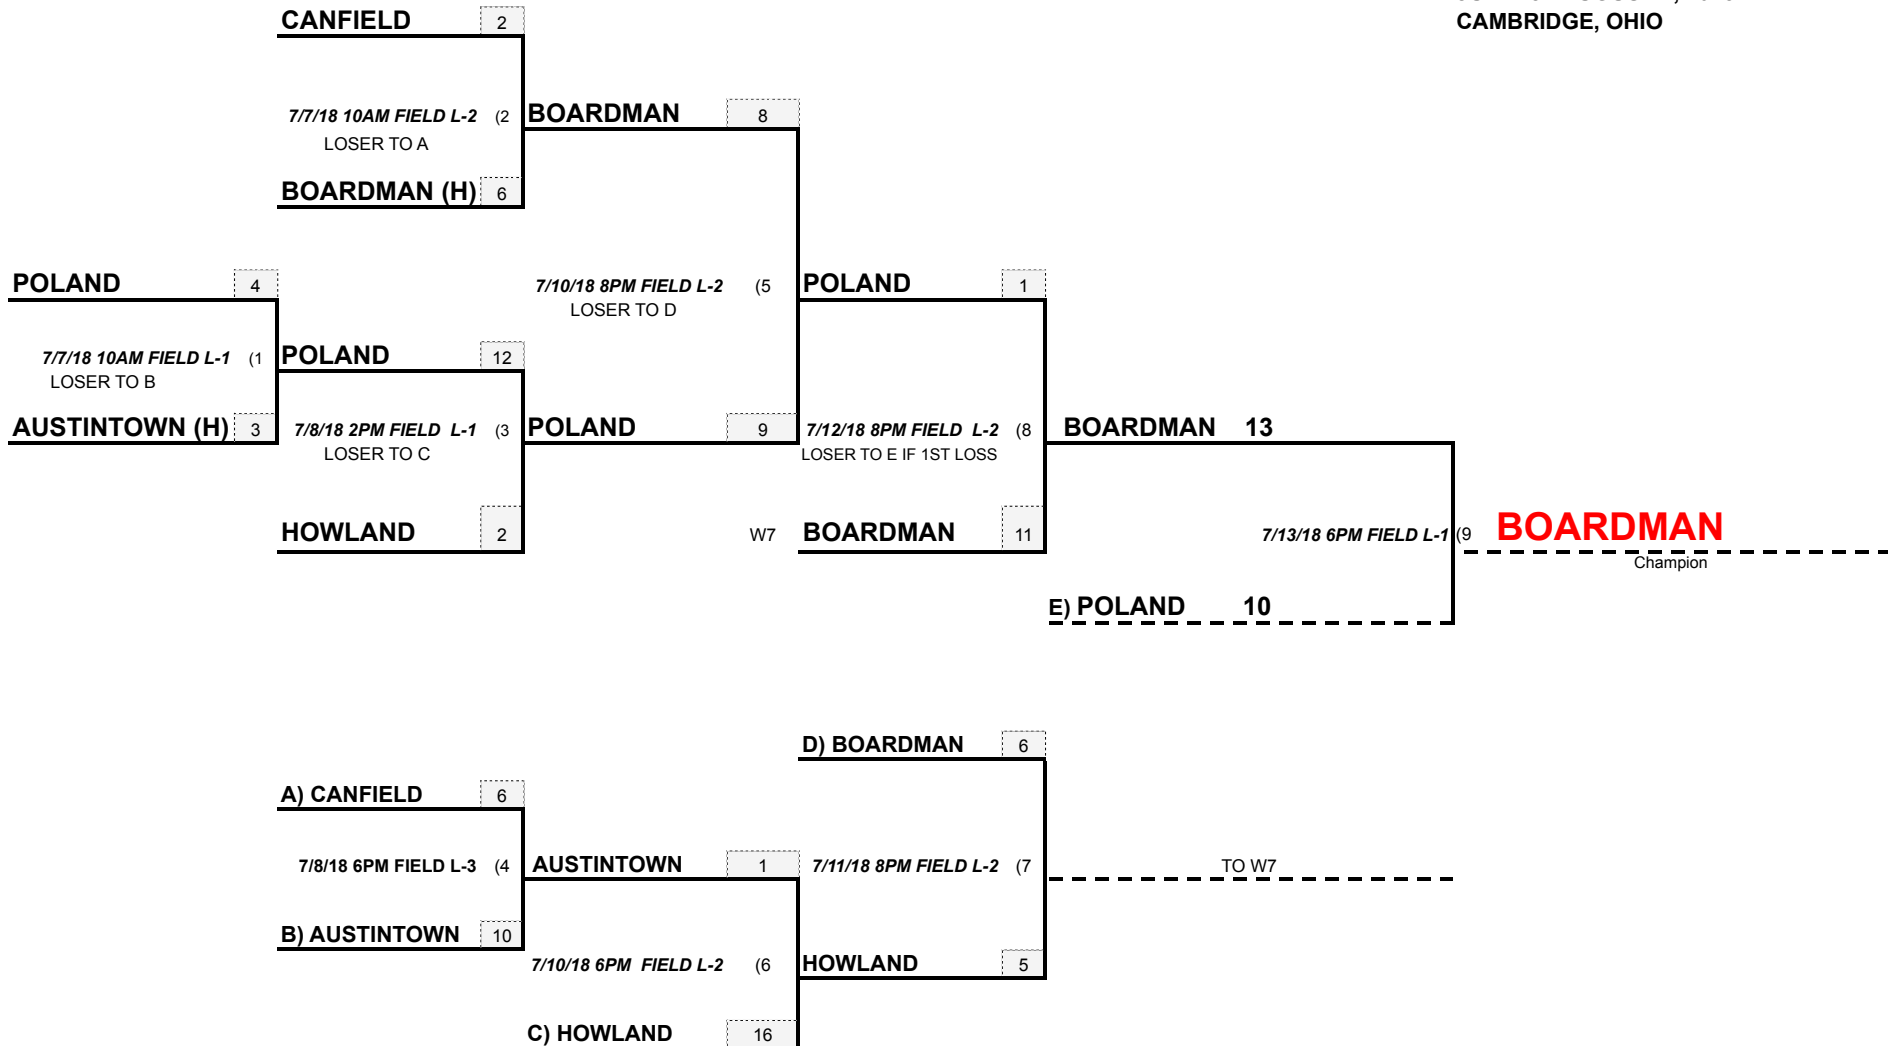 CAMBRIDGE, OHIO
CANFIELD 2
7/7/18 10AM FIELD L-2 (2
LOSER TO A
BOARDMAN 8
BOARDMAN (H) 6
POLAND 4
7/10/18 8PM FIELD L-2 (5
LOSER TO D
POLAND 1
7/7/18 10AM FIELD L-1 (1
LOSER TO B
POLAND 12
AUSTINTOWN (H) 3
7/8/18 2PM FIELD L-1 (3
LOSER TO C
POLAND 9
7/12/18 8PM FIELD L-2 (8
LOSER TO E IF 1ST LOSS
BOARDMAN 13
HOWLAND 2
W7 BOARDMAN 11
7/13/18 6PM FIELD L-1 (9
BOARDMAN
Champion
E) POLAND 10
D) BOARDMAN 6
A) CANFIELD 6
7/8/18 6PM FIELD L-3 (4
AUSTINTOWN 1
7/11/18 8PM FIELD L-2 (7
TO W7
B) AUSTINTOWN 10
7/10/18 6PM FIELD L-2 (6
HOWLAND 5
C) HOWLAND 16